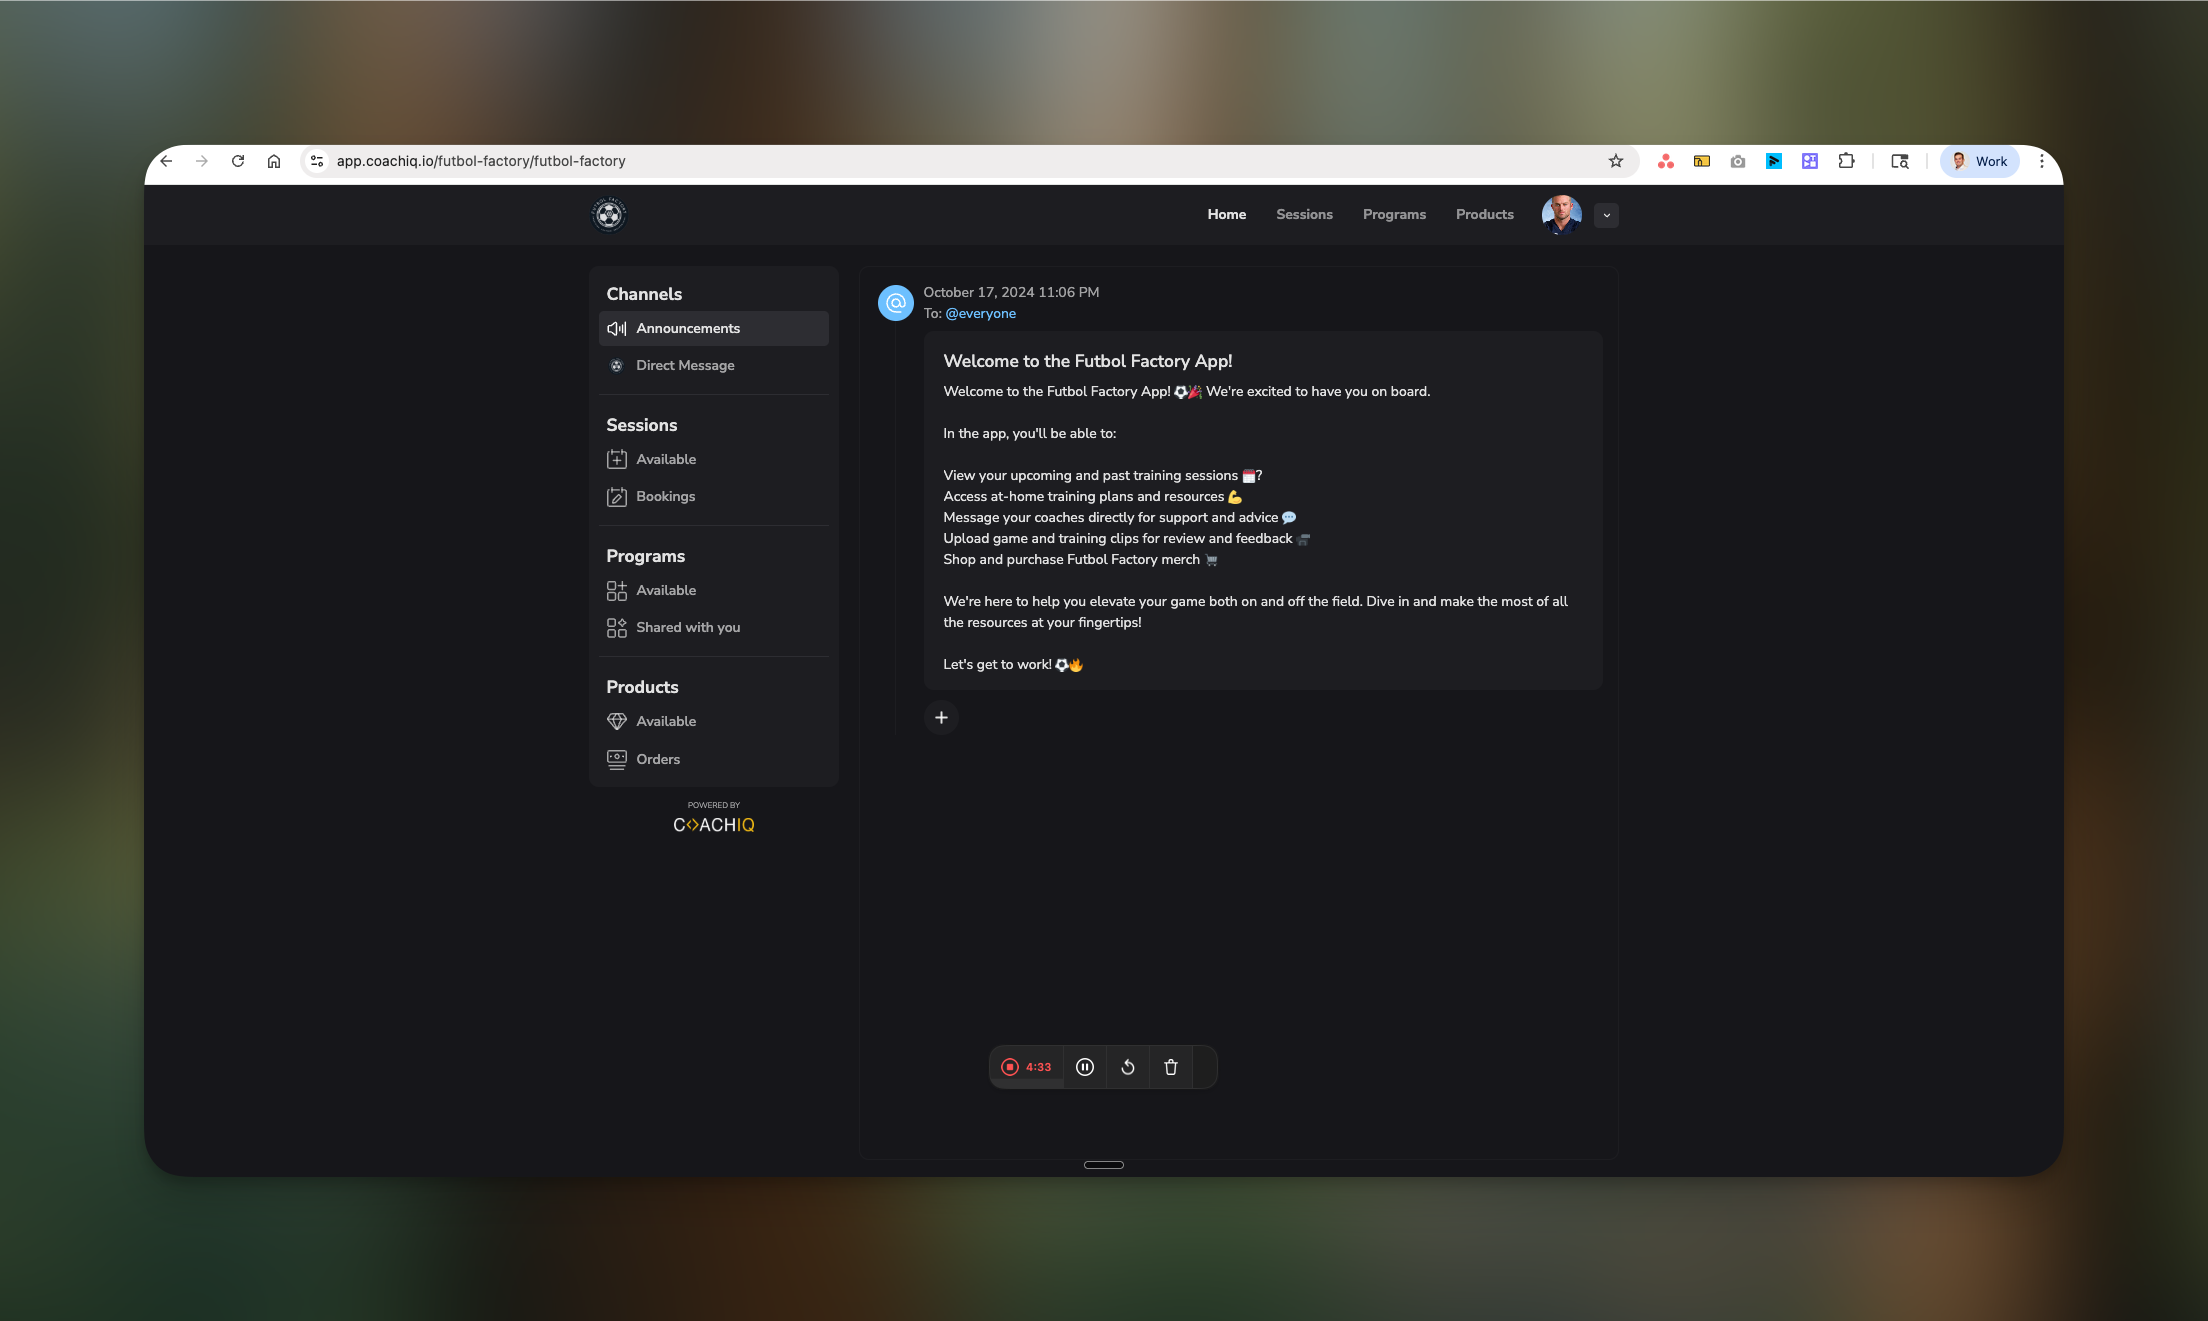 app.coachiq.io/futbol-factory/futbol-factory
Work
FUTBOL FACTORY
Home
Sessions
Programs
Products
Channels
Announcements
Direct Message
Sessions
Available
Bookings
Programs
Available
Shared with you
Products
Available
Orders
POWERED BY
COACHIQ
October 17, 2024 11:06 PM
To: @everyone
Welcome to the Futbol Factory App!
Welcome to the Futbol Factory App! ⚽🎉 We're excited to have you on board.
In the app, you'll be able to:
View your upcoming and past training sessions 🗓?
Access at-home training plans and resources 💪
Message your coaches directly for support and advice 💬
Upload game and training clips for review and feedback 📹
Shop and purchase Futbol Factory merch 🛒
We're here to help you elevate your game both on and off the field. Dive in and make the most of all
the resources at your fingertips!
Let's get to work! ⚽🔥
4:33